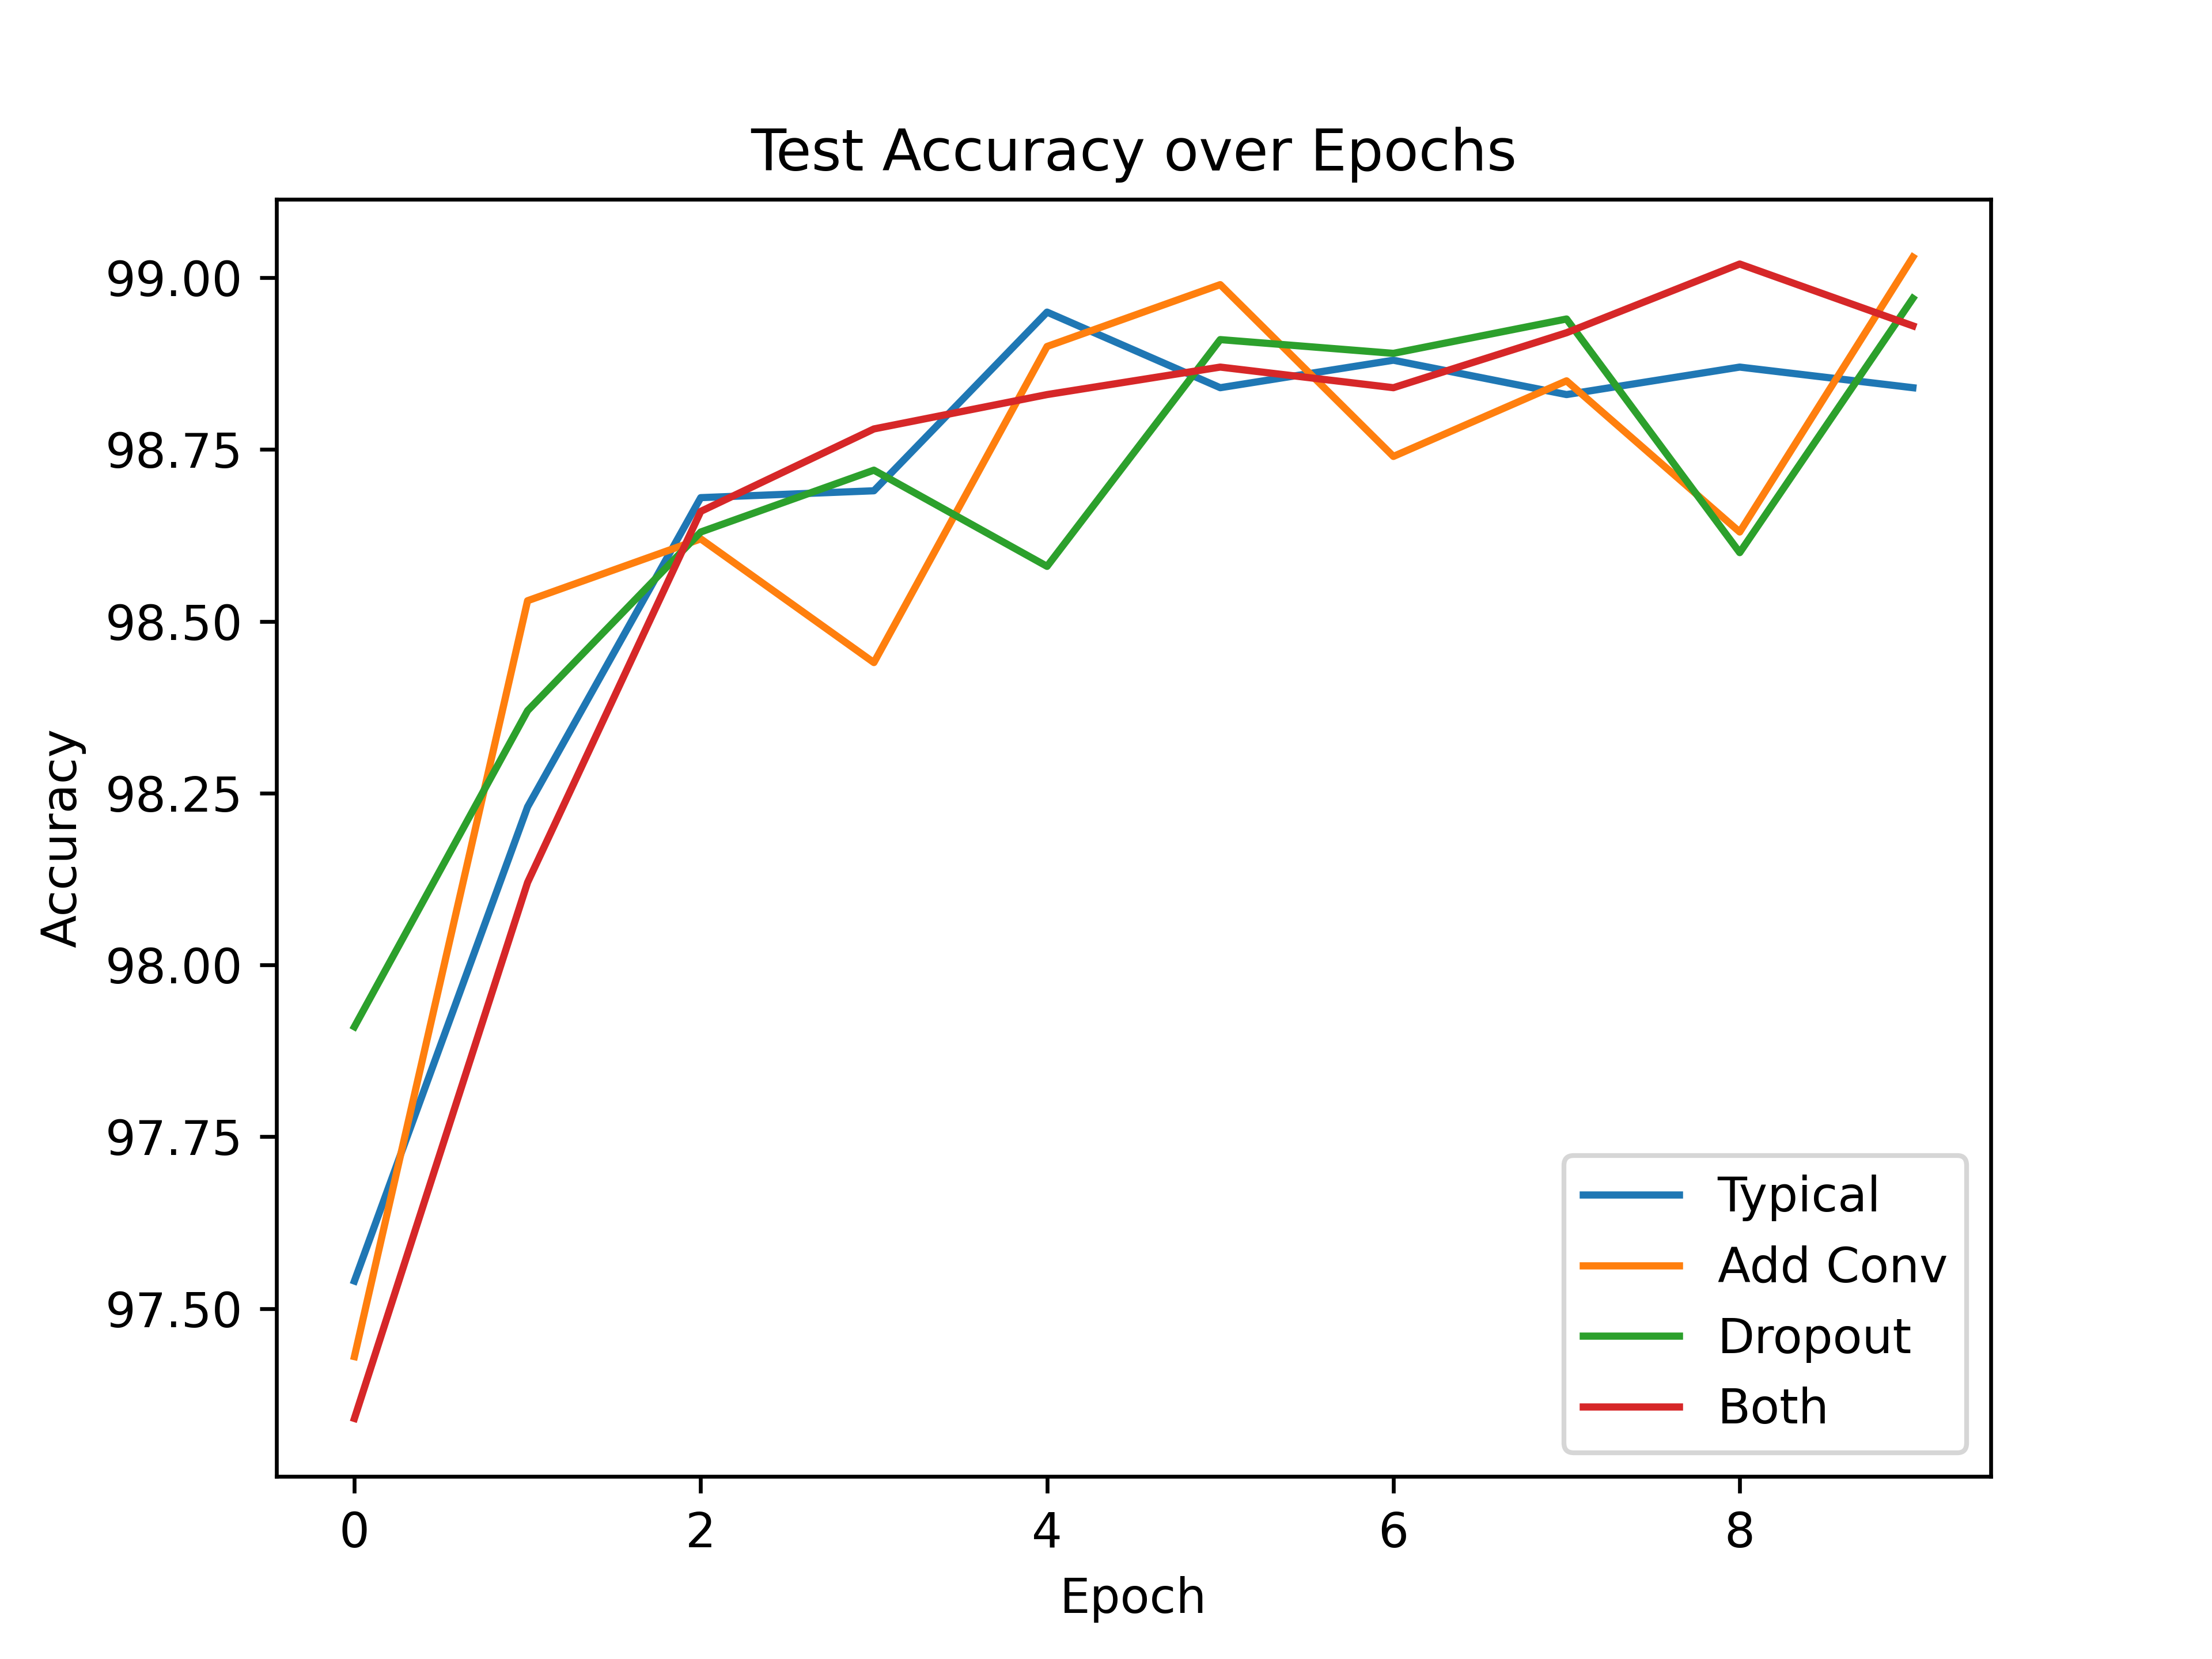 Test Accuracy over Epochs
99.00
98.75
98.50
98.25
98.00
97.75
97.50
Accuracy
0 2 4 6 8
Epoch
Typical
Add Conv
Dropout
Both